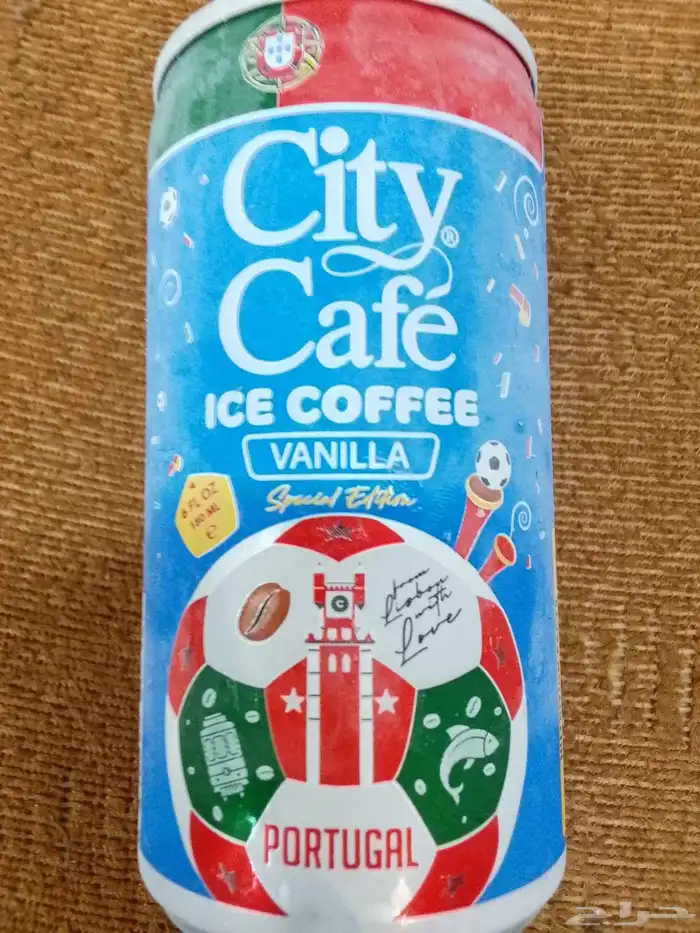 City®
Café
ICE COFFEE
VANILLA
Special Edition
6 FL OZ
180 ML
e
from
Lisbon
with
Love
PORTUGAL
حراج